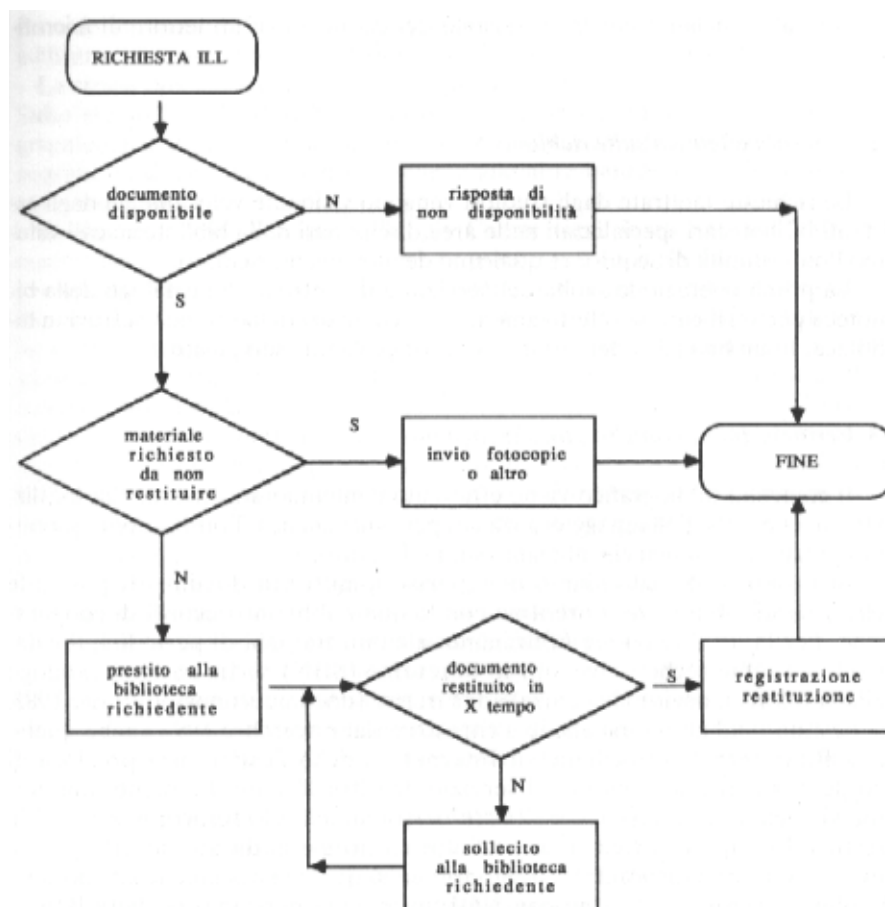 RICHIESTA ILL
documento
disponibile
N
risposta di
non disponibilità
S
materiale
richiesto
da non
restituire
S
invio fotocopie
o altro
FINE
N
prestito alla
biblioteca
richiedente
documento
restituito in
X tempo
S
registrazione
restituzione
N
sollecito
alla biblioteca
richiedente